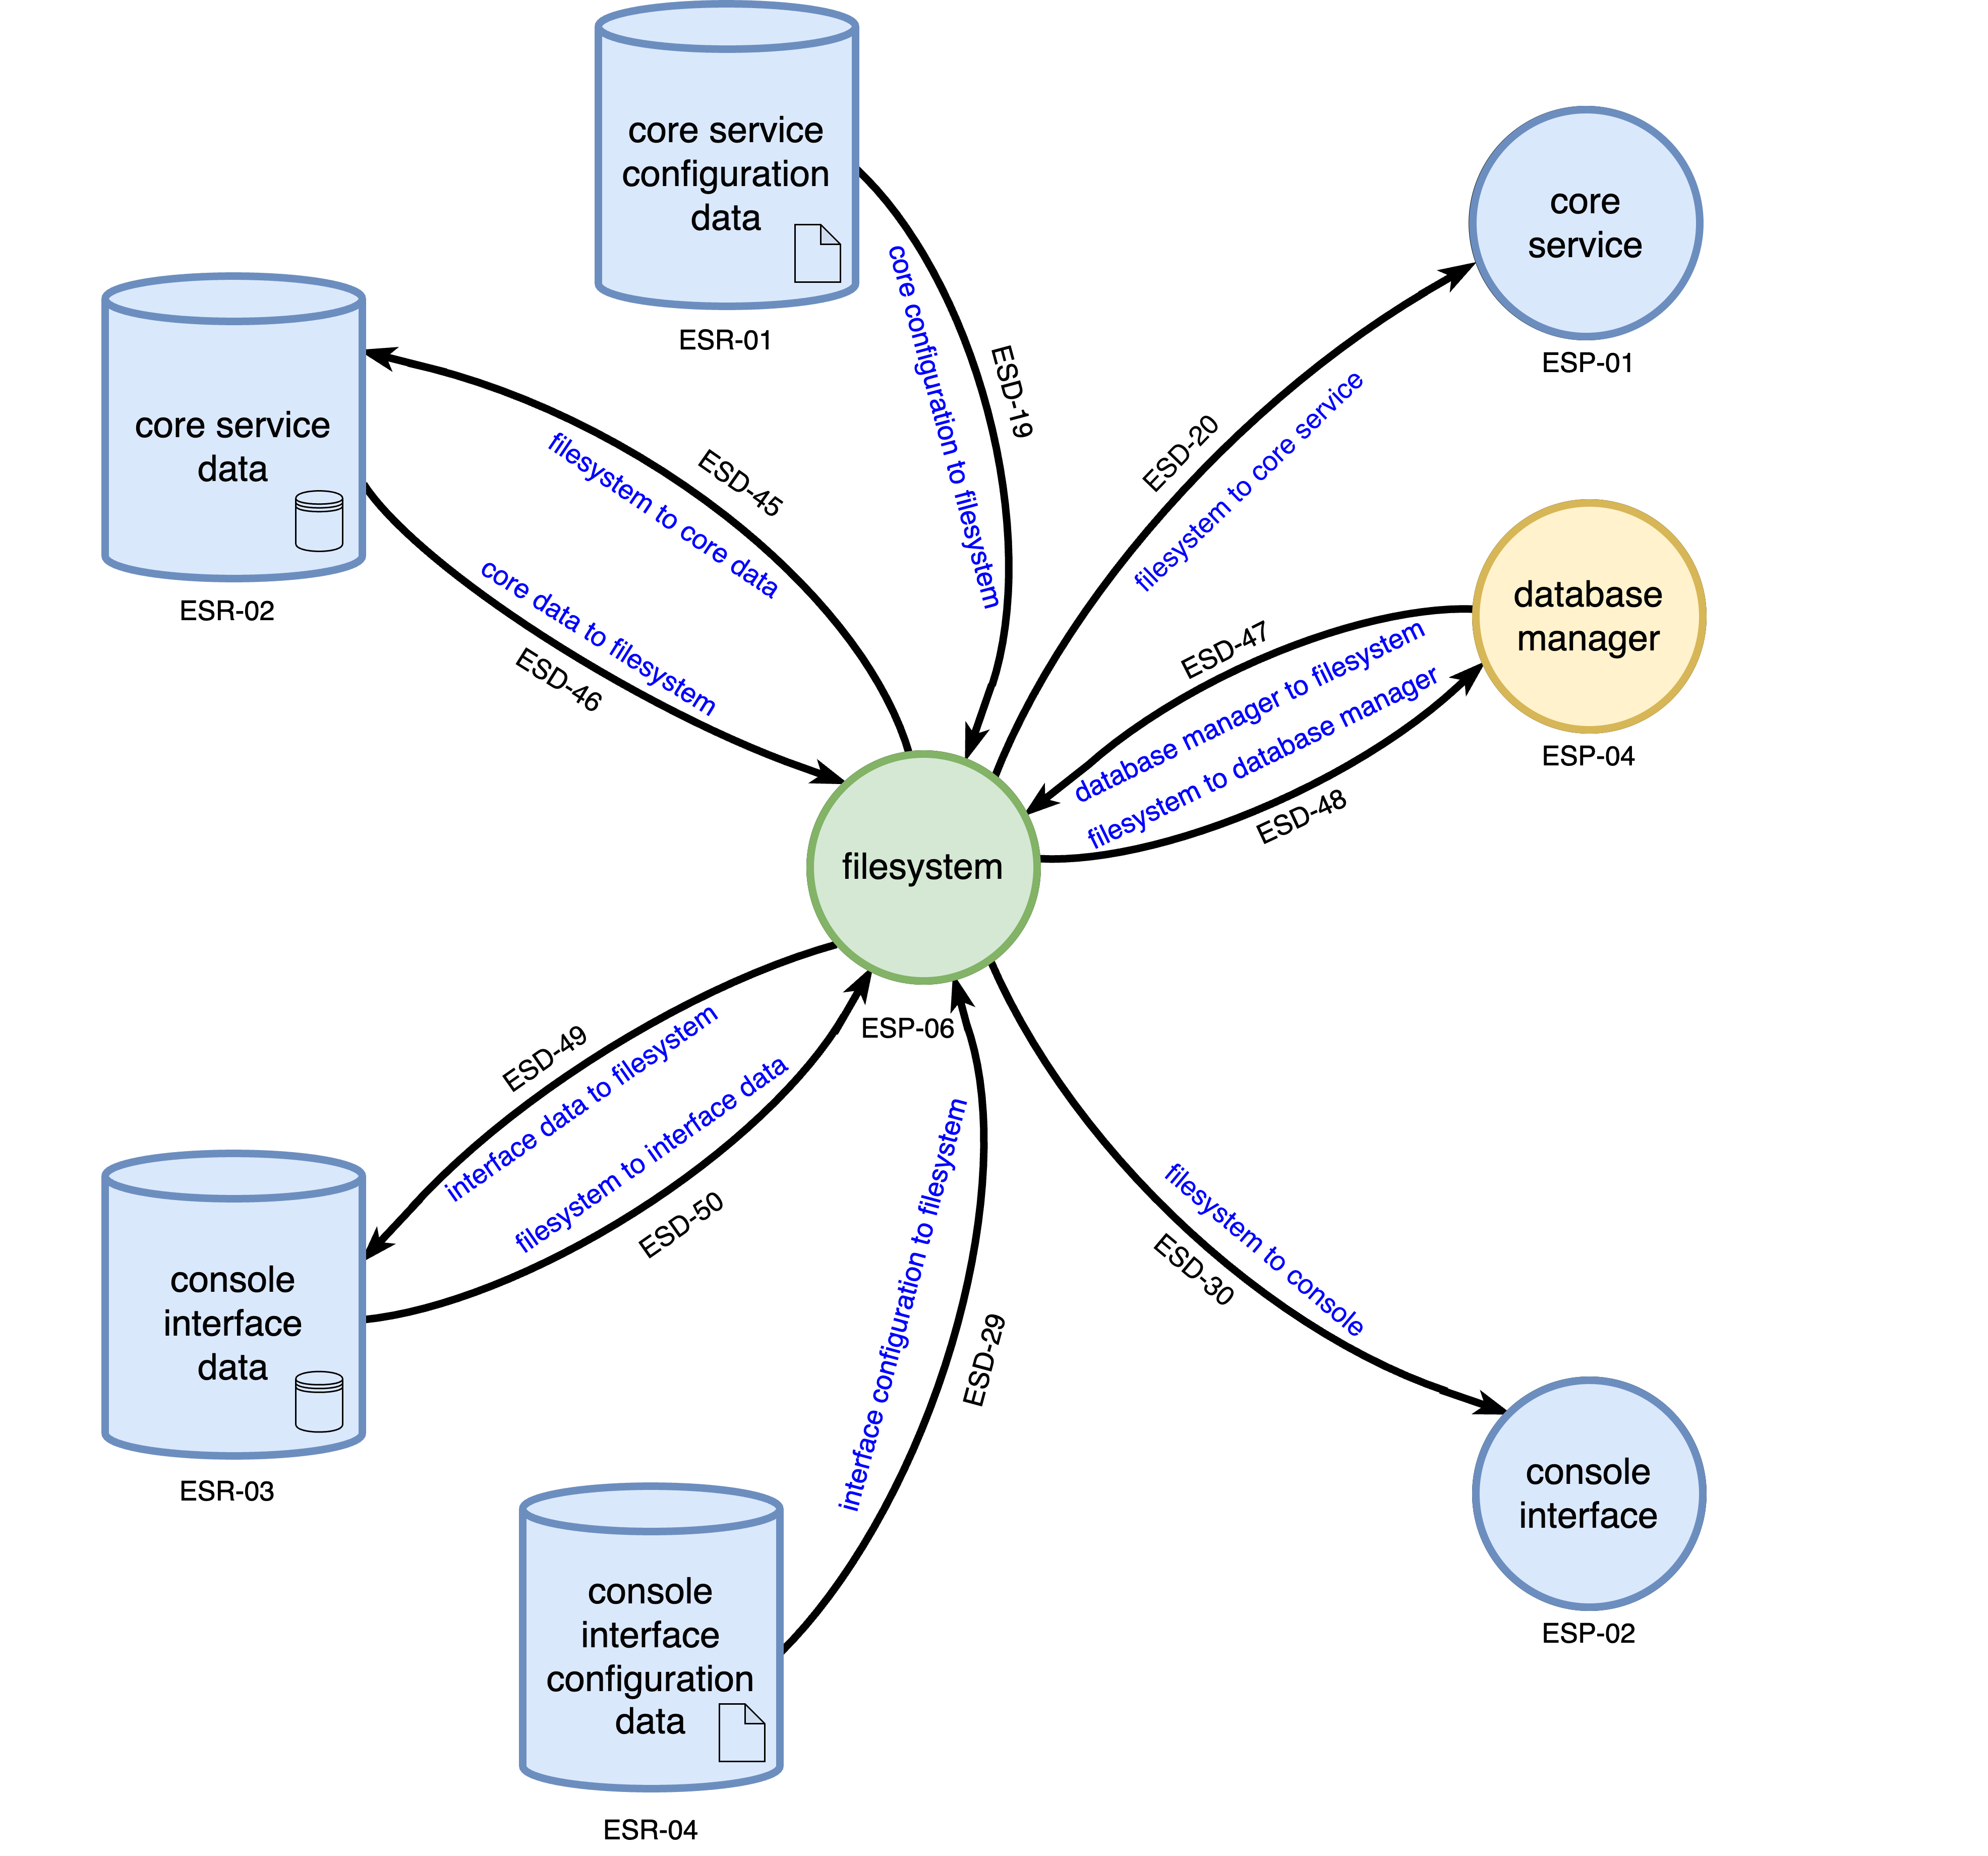 core service
configuration
data
ESR-01
core service
data
ESR-02
core
service
ESP-01
database
manager
ESP-04
filesystem
ESP-06
console
interface
data
ESR-03
console
interface
configuration
data
ESR-04
console
interface
ESP-02
ESD-19
core configuration to filesystem
ESD-20
filesystem to core service
ESD-45
filesystem to core data
core data to filesystem
ESD-46
ESD-47
database manager to filesystem
filesystem to database manager
ESD-48
ESD-49
interface data to filesystem
filesystem to interface data
ESD-50
interface configuration to filesystem
ESD-29
filesystem to console
ESD-30